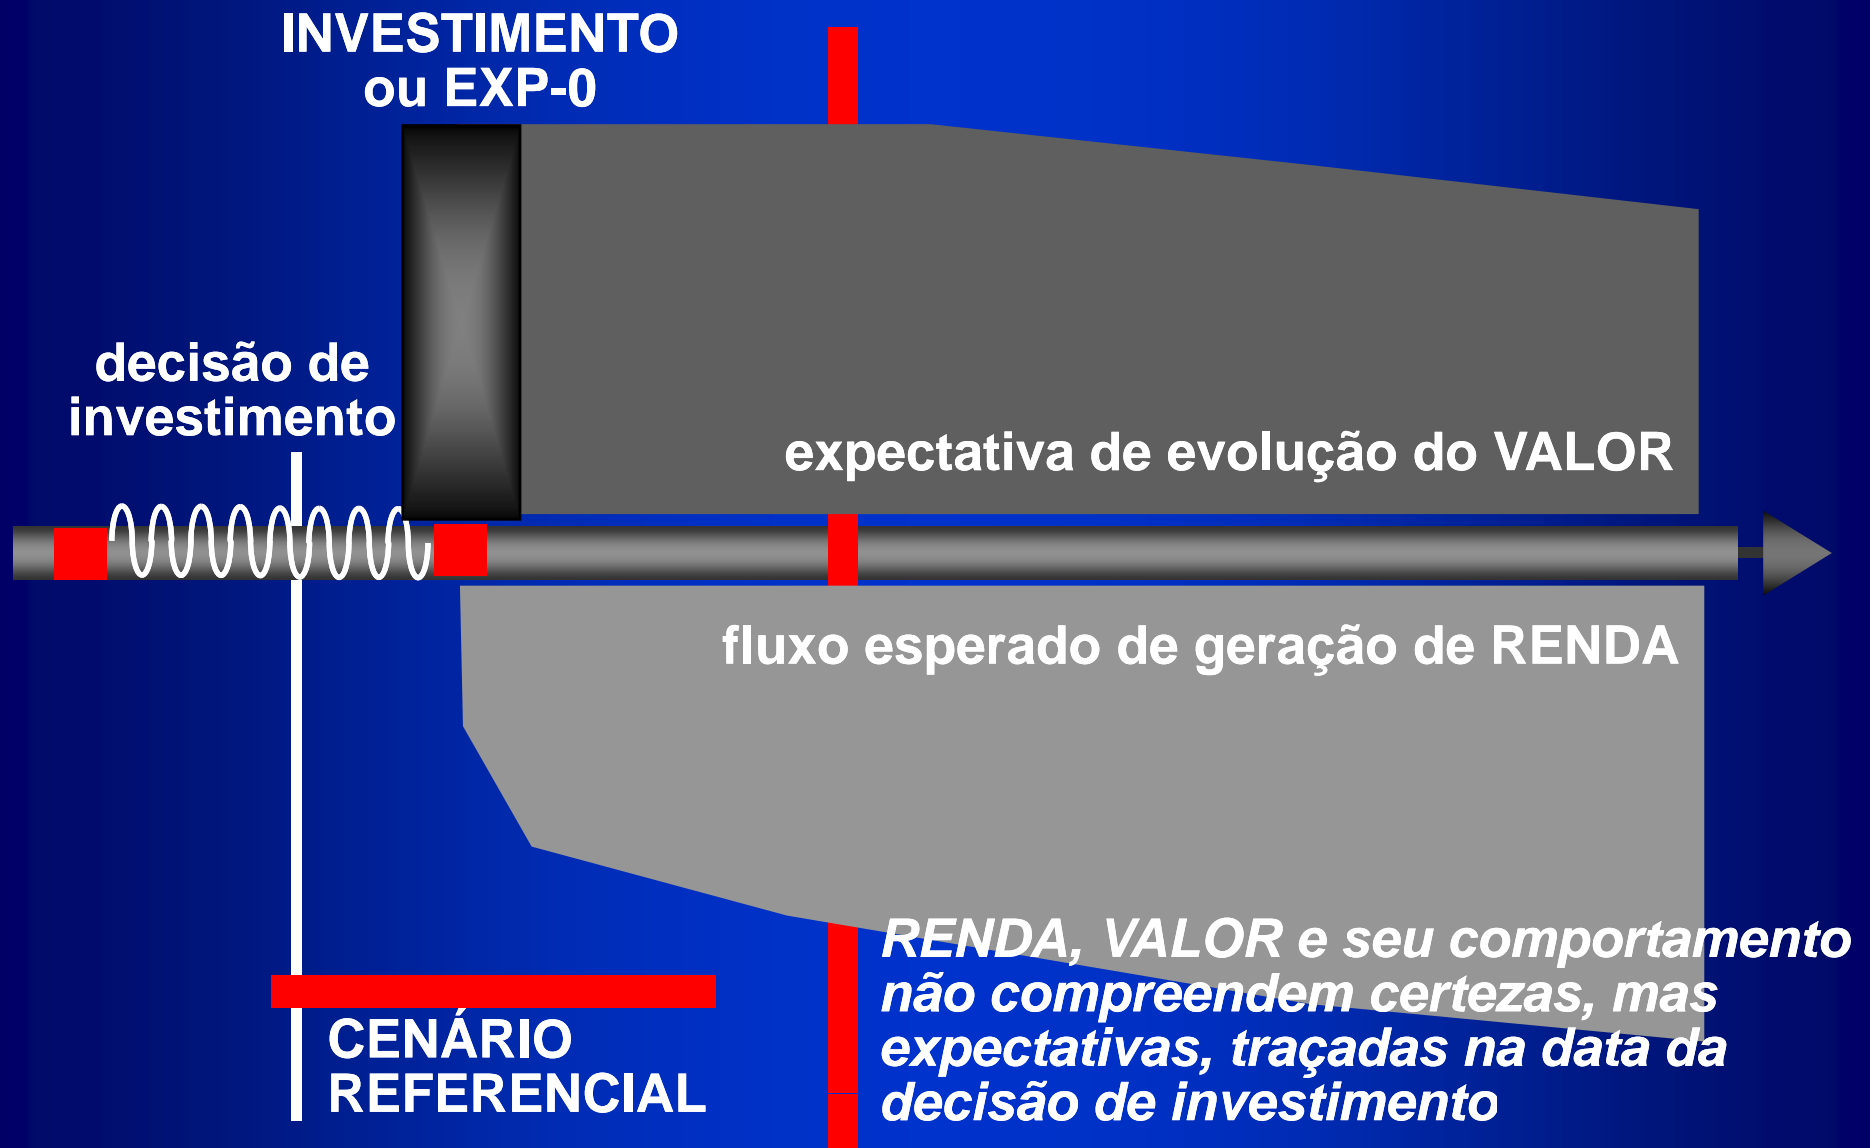 INVESTIMENTO
ou EXP-0
decisão de
investimento
expectativa de evolução do VALOR
fluxo esperado de geração de RENDA
CENÁRIO
REFERENCIAL
RENDA, VALOR e seu comportamento
não compreendem certezas, mas
expectativas, traçadas na data da
decisão de investimento